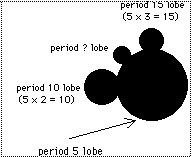 period 15 lobe
(5 x 3 = 15)
period ? lobe
period 10 lobe
(5 x 2 = 10)
period 5 lobe